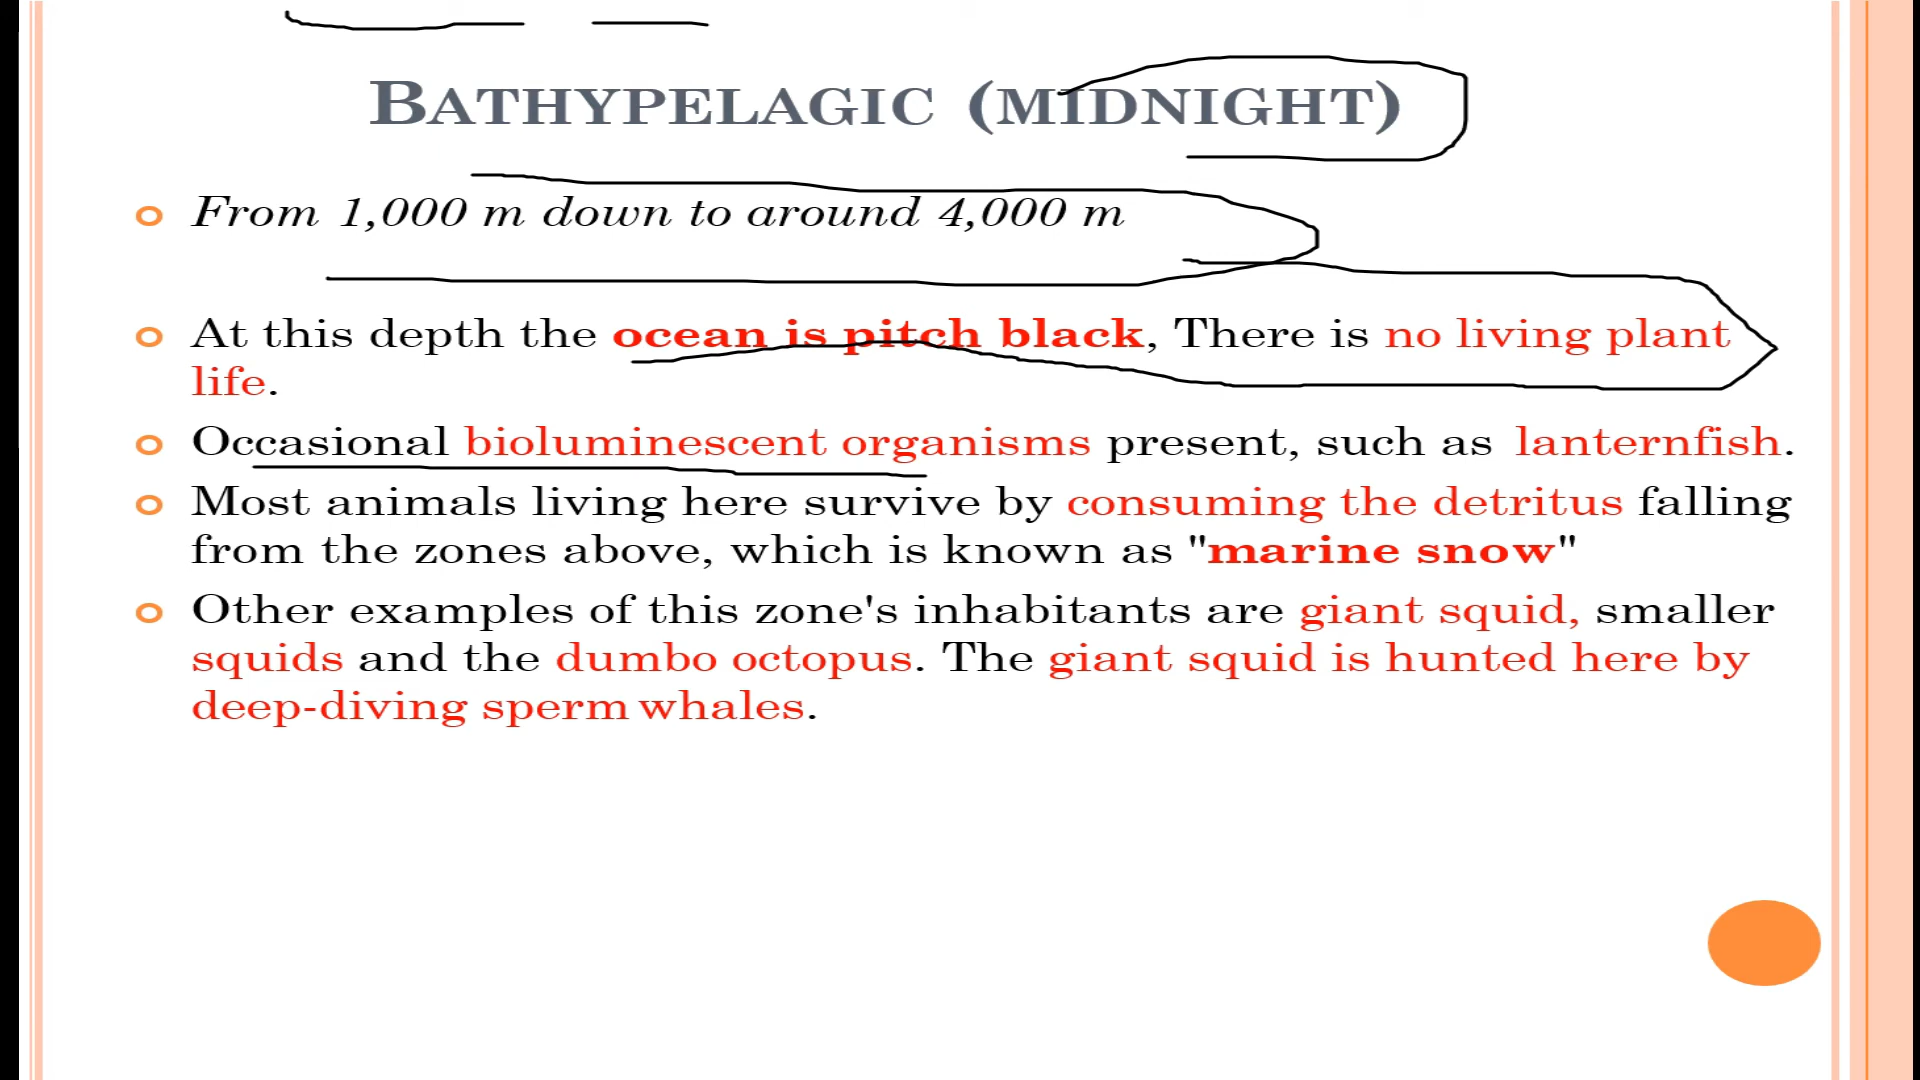 BATHYPELAGIC (MIDNIGHT)
From 1,000 m down to around 4,000 m
At this depth the ocean is pitch black, There is no living plant
life.
Occasional bioluminescent organisms present, such as lanternfish.
Most animals living here survive by consuming the detritus falling
from the zones above, which is known as "marine snow"
Other examples of this zone's inhabitants are giant squid, smaller
squids and the dumbo octopus. The giant squid is hunted here by
deep-diving sperm whales.